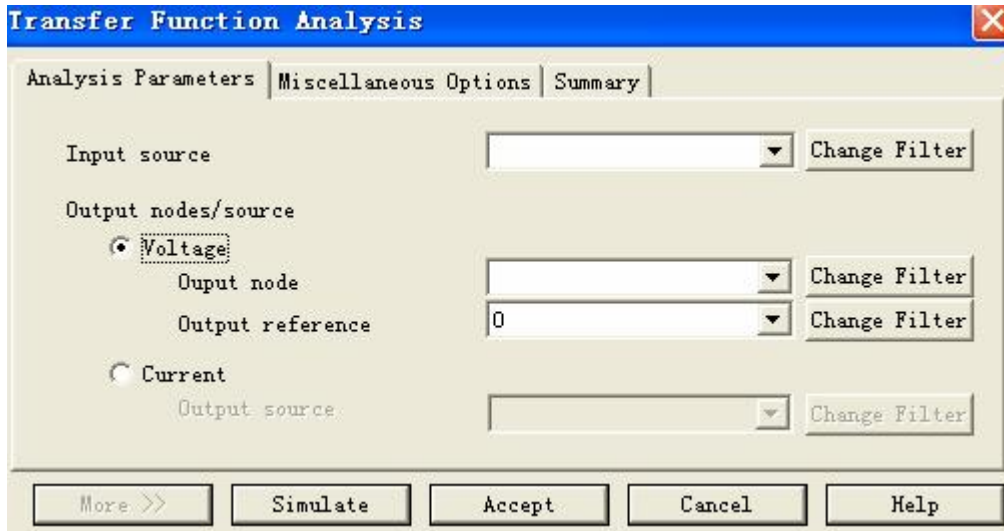 Transfer Function Analysis
Analysis Parameters Miscellaneous Options Summary
Input source Change Filter
Output nodes/source
Voltage
Ouput node Change Filter
Output reference 0 Change Filter
Current
Output source Change Filter
More >> Simulate Accept Cancel Help